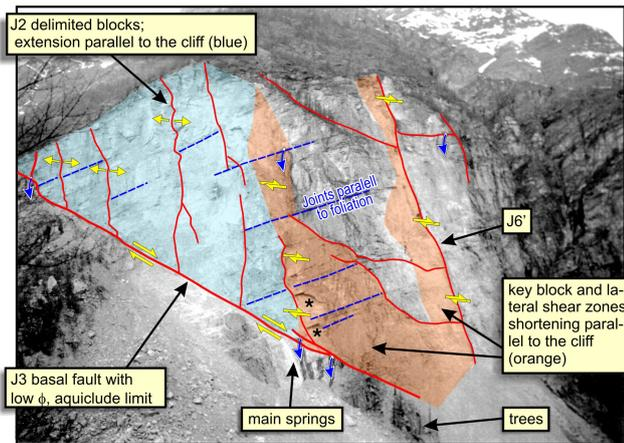 J2 delimited blocks;
extension parallel to the cliff (blue)
Joints paralell
to foliation
J6’
key block and la-
teral shear zones
shortening paral-
lel to the cliff
(orange)
*
*
J3 basal fault with
low ϕ, aquiclude limit
main springs
trees